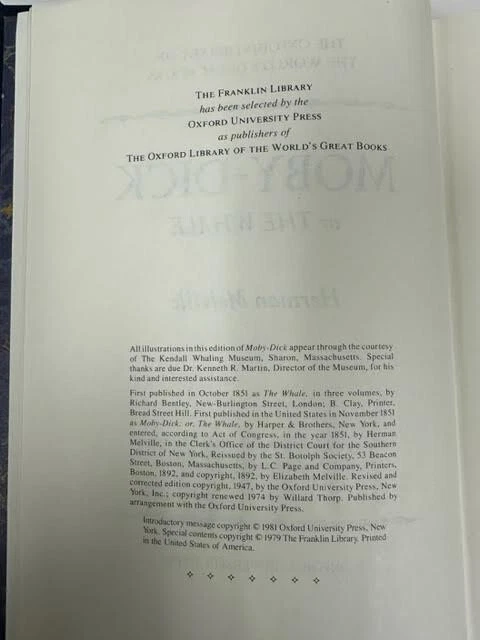 THE FRANKLIN LIBRARY
has been selected by the
OXFORD UNIVERSITY PRESS
as publishers of
THE OXFORD LIBRARY OF THE WORLD'S GREAT BOOKS
MOBY-DICK
or THE WHALE
Herman Melville
All illustrations in this edition of Moby-Dick appear through the courtesy
of The Kendall Whaling Museum, Sharon, Massachusetts. Special
thanks are due Dr. Kenneth R. Martin, Director of the Museum, for his
kind and interested assistance.
First published in October 1851 as The Whale, in three volumes, by
Richard Bentley, New-Burlington Street, London; B. Clay, Printer,
Bread Street Hill. First published in the United States in November 1851
as Moby-Dick; or, The Whale, by Harper & Brothers, New York, and
entered, according to Act of Congress, in the year 1851, by Herman
Melville, in the Clerk's Office of the District Court for the Southern
District of New York. Reissued by the St. Botolph Society, 53 Beacon
Street, Boston, Massachusetts, by L.C. Page and Company, Printers,
Boston, 1892, and copyright, 1892, by Elizabeth Melville. Revised and
corrected edition copyright, 1947, by the Oxford University Press, New
York, Inc.; copyright renewed 1974 by Willard Thorp. Published by
arrangement with the Oxford University Press.
Introductory message copyright © 1981 Oxford University Press, New
York. Special contents copyright © 1979 The Franklin Library. Printed
in the United States of America.